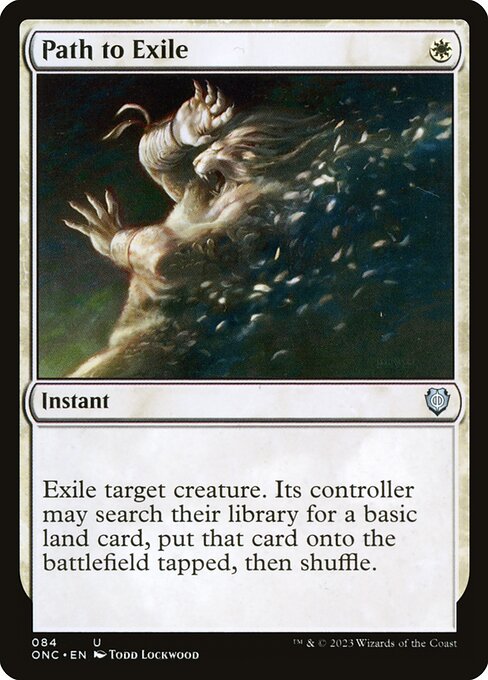 Path to Exile
Instant
Exile target creature. Its controller
may search their library for a basic
land card, put that card onto the
battlefield tapped, then shuffle.
084 U
ONC • EN Todd Lockwood
™ & © 2023 Wizards of the Coast